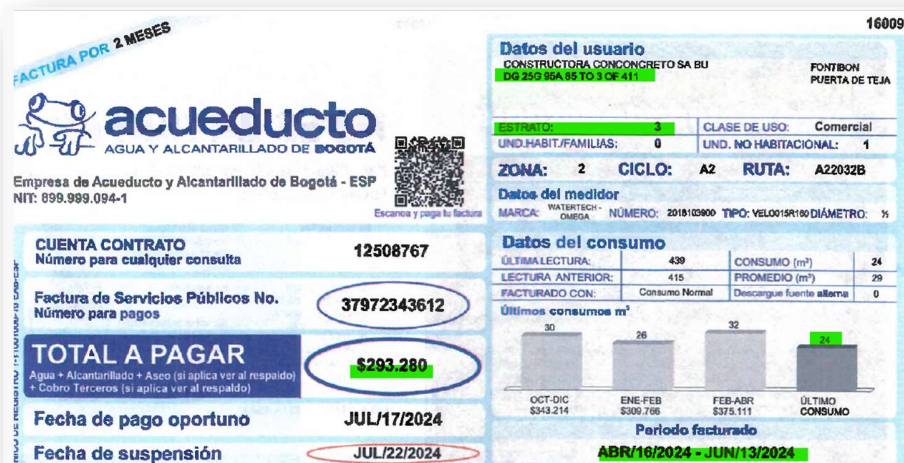 16009
FACTURA POR 2 MESES
acueducto
AGUA Y ALCANTARILLADO DE BOGOTÁ
Empresa de Acueducto y Alcantarillado de Bogotá - ESP
NIT: 899.999.094-1
Escanea y paga tu factura
CUENTA CONTRATO
Número para cualquier consulta
12508767
Factura de Servicios Públicos No.
Número para pagos
37972343612
TOTAL A PAGAR
Agua + Alcantarillado + Aseo (si aplica ver al respaldo)
+ Cobro Terceros (si aplica ver al respaldo)
$293.280
Fecha de pago oportuno JUL/17/2024
Fecha de suspensión JUL/22/2024
Datos del usuario
CONSTRUCTORA CONCONCRETO SA BU
DG 25G 95A 85 TO 3 OF 411
FONTIBON
PUERTA DE TEJA
ESTRATO: 3 CLASE DE USO: Comercial
UND.HABIT./FAMILIAS: 0 UND. NO HABITACIONAL: 1
ZONA: 2 CICLO: A2 RUTA: A22032B
Datos del medidor
MARCA: WATERTECH - OMEGA NÚMERO: 2018103900 TIPO: VEL0015R160 DIÁMETRO: ½
Datos del consumo
ÚLTIMA LECTURA: 439 CONSUMO (m³) 24
LECTURA ANTERIOR: 415 PROMEDIO (m³) 29
FACTURADO CON: Consumo Normal Descargue fuente alterna 0
Últimos consumos m³
30 26 32 24
OCT-DIC ENE-FEB FEB-ABR ÚLTIMO
$343.214 $309.766 $375.111 CONSUMO
Periodo facturado
ABR/16/2024 - JUN/13/2024